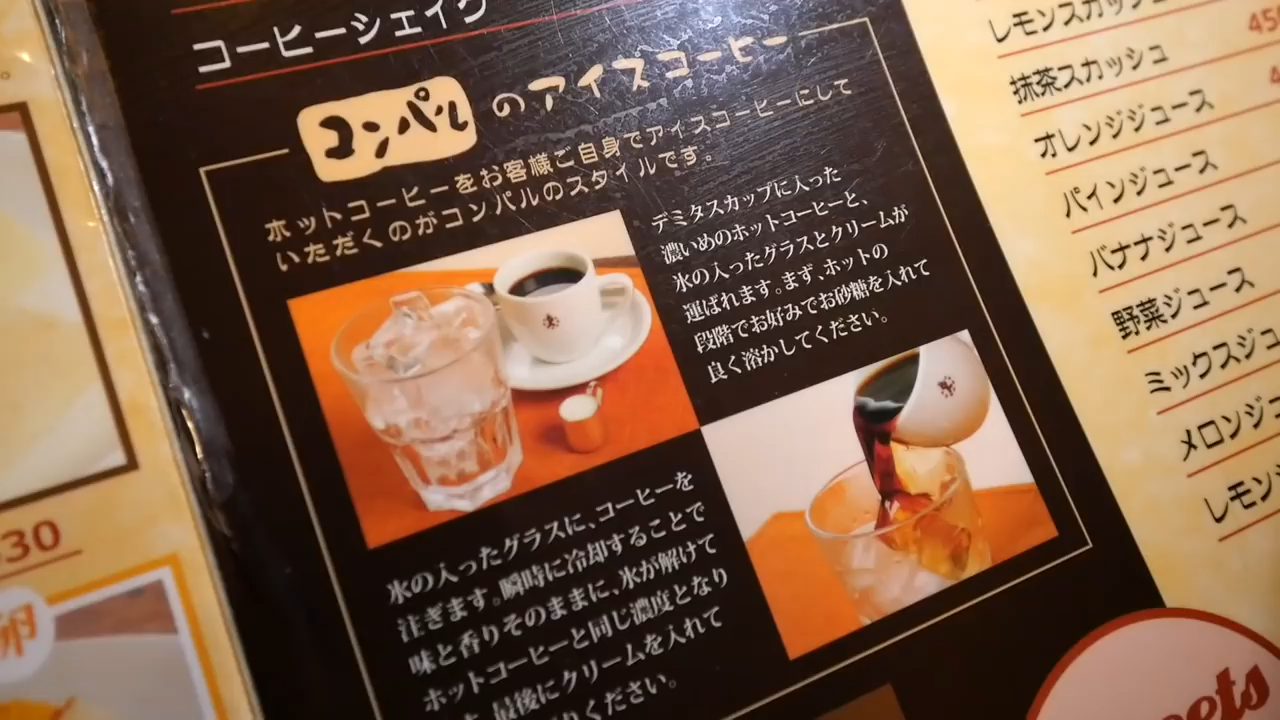 コーヒーシェイク
コンパル のアイスコーヒー
ホットコーヒーをお客様ご自身でアイスコーヒーにして
いただくのがコンパルのスタイルです。
デミタスカップに入った
濃いめのホットコーヒーと、
氷の入ったグラスとクリームが
運ばれます。まず、ホットの
段階でお好みでお砂糖を入れて
良く溶かしてください。
氷の入ったグラスに、コーヒーを
注ぎます。瞬時に冷却することで
味と香りそのままに、氷が解けて
ホットコーヒーと同じ濃度となり
最後にクリームを入れて
ください。
レモンスカッシュ
450
抹茶スカッシュ
オレンジジュース
パインジュース
バナナジュース
野菜ジュース
ミックスジュ
メロンジュ
レモン
30
卵